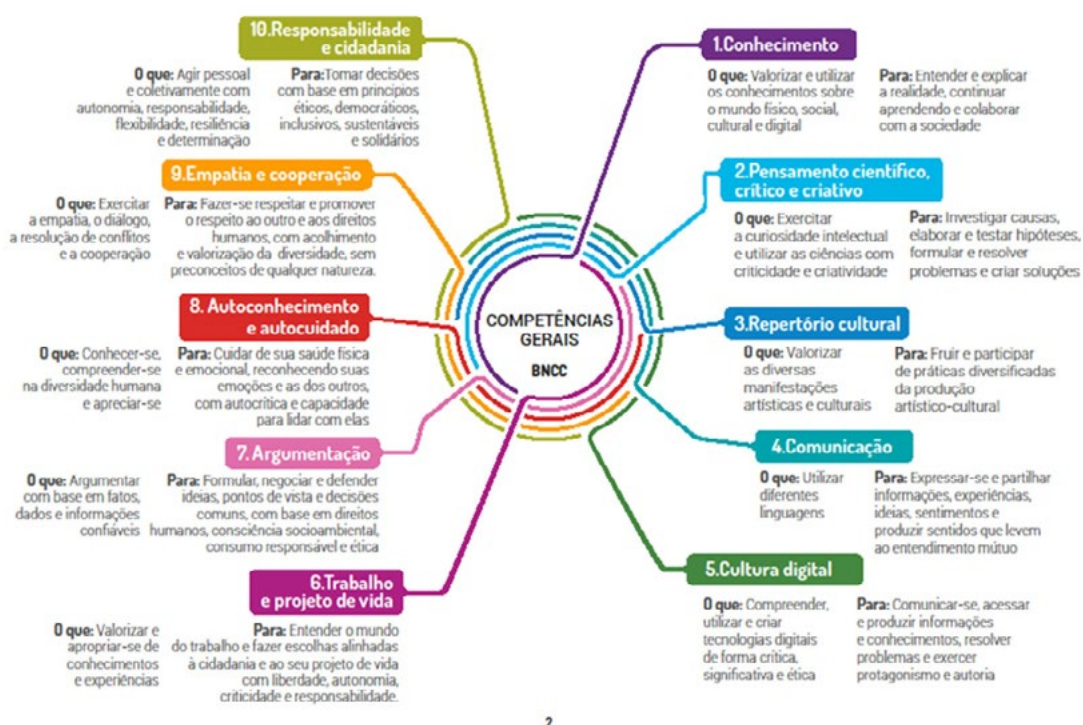 10.Responsabilidade
e cidadania
O que: Agir pessoal
e coletivamente com
autonomia, responsabilidade,
flexibilidade, resiliência
e determinação
Para:Tomar decisões
com base em princípios
éticos, democráticos,
inclusivos, sustentáveis
e solidários
1.Conhecimento
O que: Valorizar e utilizar
os conhecimentos sobre
o mundo físico, social,
cultural e digital
Para: Entender e explicar
a realidade, continuar
aprendendo e colaborar
com a sociedade
9.Empatia e cooperação
O que: Exercitar
a empatia, o diálogo,
a resolução de conflitos
e a cooperação
Para: Fazer-se respeitar e promover
o respeito ao outro e aos direitos
humanos, com acolhimento
e valorização da diversidade, sem
preconceitos de qualquer natureza.
2.Pensamento científico,
crítico e criativo
O que: Exercitar
a curiosidade intelectual
e utilizar as ciências com
criticidade e criatividade
Para: Investigar causas,
elaborar e testar hipóteses,
formular e resolver
problemas e criar soluções
8. Autoconhecimento
e autocuidado
O que: Conhecer-se,
compreender-se
na diversidade humana
e apreciar-se
Para: Cuidar de sua saúde física
e emocional, reconhecendo suas
emoções e as dos outros,
com autocrítica e capacidade
para lidar com elas
COMPETÊNCIAS
GERAIS
BNCC
3.Repertório cultural
O que: Valorizar
as diversas
manifestações
artísticas e culturais
Para: Fruir e participar
de práticas diversificadas
da produção
artístico-cultural
7. Argumentação
O que: Argumentar
com base em fatos,
dados e informações
confiáveis
Para: Formular, negociar e defender
ideias, pontos de vista e decisões
comuns, com base em direitos
humanos, consciência socioambiental,
consumo responsável e ética
4.Comunicação
O que: Utilizar
diferentes
linguagens
Para: Expressar-se e partilhar
informações, experiências,
ideias, sentimentos e
produzir sentidos que levem
ao entendimento mútuo
6.Trabalho
e projeto de vida
O que: Valorizar e
apropriar-se de
conhecimentos
e experiências
Para: Entender o mundo
do trabalho e fazer escolhas alinhadas
à cidadania e ao seu projeto de vida
com liberdade, autonomia,
criticidade e responsabilidade.
5.Cultura digital
O que: Compreender,
utilizar e criar
tecnologias digitais
de forma crítica,
significativa e ética
Para: Comunicar-se, acessar
e produzir informações
e conhecimentos, resolver
problemas e exercer
protagonismo e autoria
2